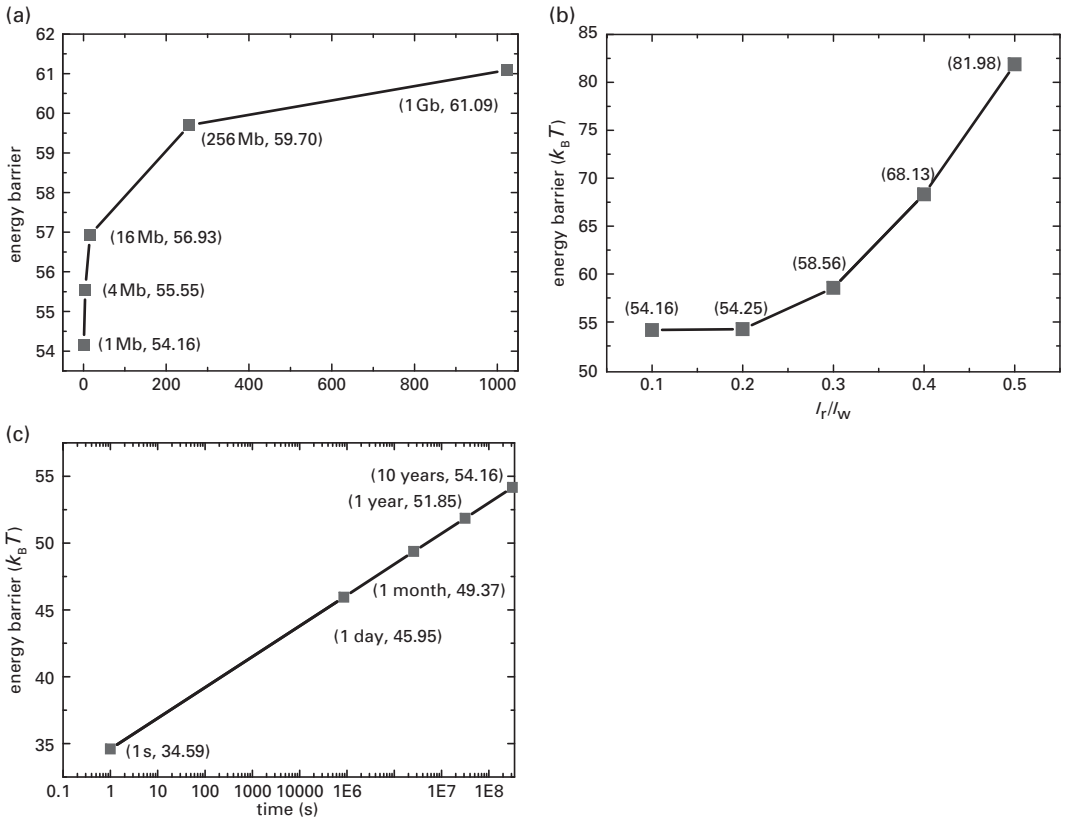 (a)
62
61
60
59
58
57
56
55
54
energy barrier
(1 Gb, 61.09)
(256 Mb, 59.70)
(16 Mb, 56.93)
(4 Mb, 55.55)
(1 Mb, 54.16)
0 200 400 600 800 1000
(b)
85
80
75
70
65
60
55
50
energy barrier (k_B T)
(81.98)
(68.13)
(58.56)
(54.16) (54.25)
0.1 0.2 0.3 0.4 0.5
I_r/I_w
(c)
55
50
45
40
35
energy barrier (k_B T)
(10 years, 54.16)
(1 year, 51.85)
(1 month, 49.37)
(1 day, 45.95)
(1 s, 34.59)
0.1 1 10 100 1000 10000 1E6 1E7 1E8
time (s)